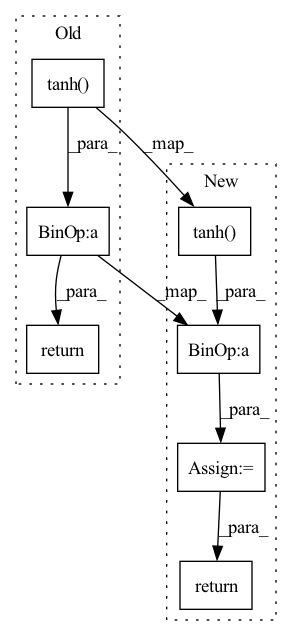 Old
tanh()
_para_
_map_
New
BinOp:a
tanh()
_para_
_map_
_para_
return
BinOp:a
_para_
Assign:=
_para_
return